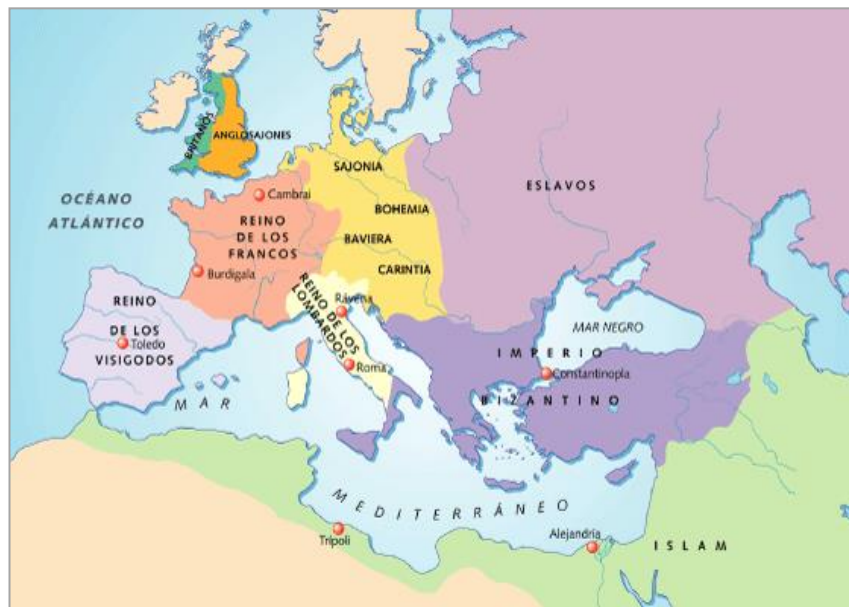 BRITANOS
ANGLOSAJONES
OCÉANO
ATLÁNTICO
SAJONIA
ESLAVOS
Cambrai
BOHEMIA
REINO
DE LOS
FRANCOS
BAVIERA
CARINTIA
Burdigala
REINO DE LOS
LOMBARDOS
Rávena
REINO
DE LOS
VISIGODOS
Toledo
MAR NEGRO
IMPERIO
BIZANTINO
Constantinopla
Roma
MAR
MEDITERRÁNEO
Trípoli
Alejandría
ISLAM